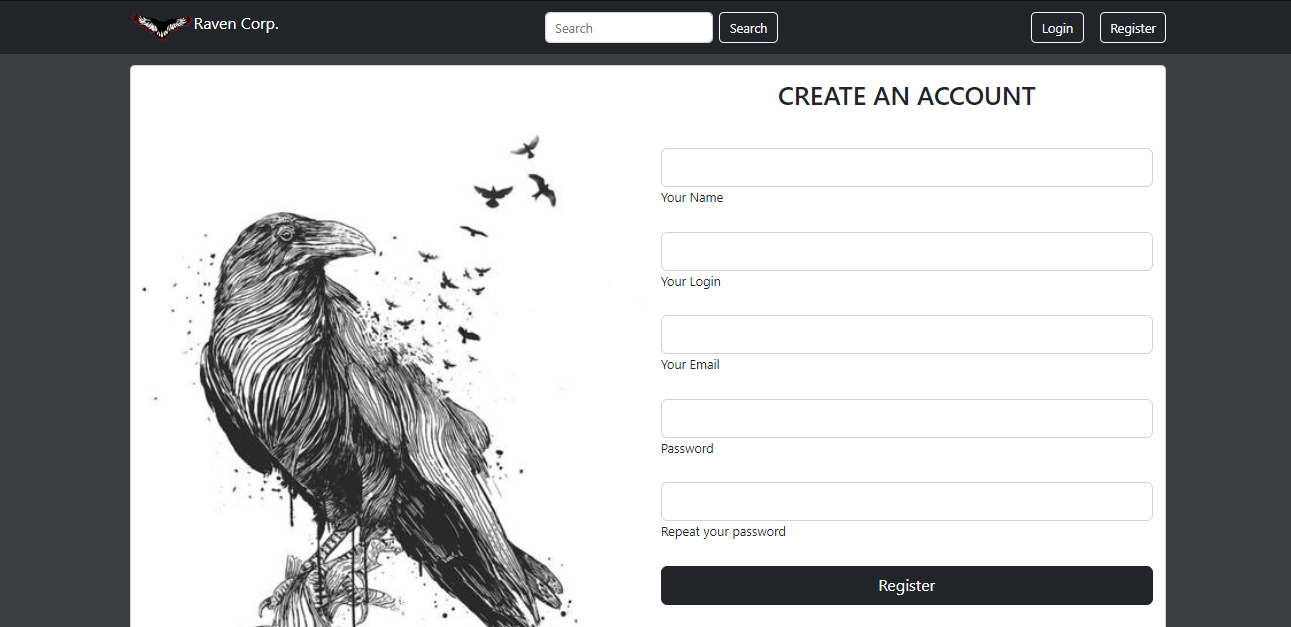 Raven Corp.
Search
Search
Login
Register
CREATE AN ACCOUNT
Your Name
Your Login
Your Email
Password
Repeat your password
Register